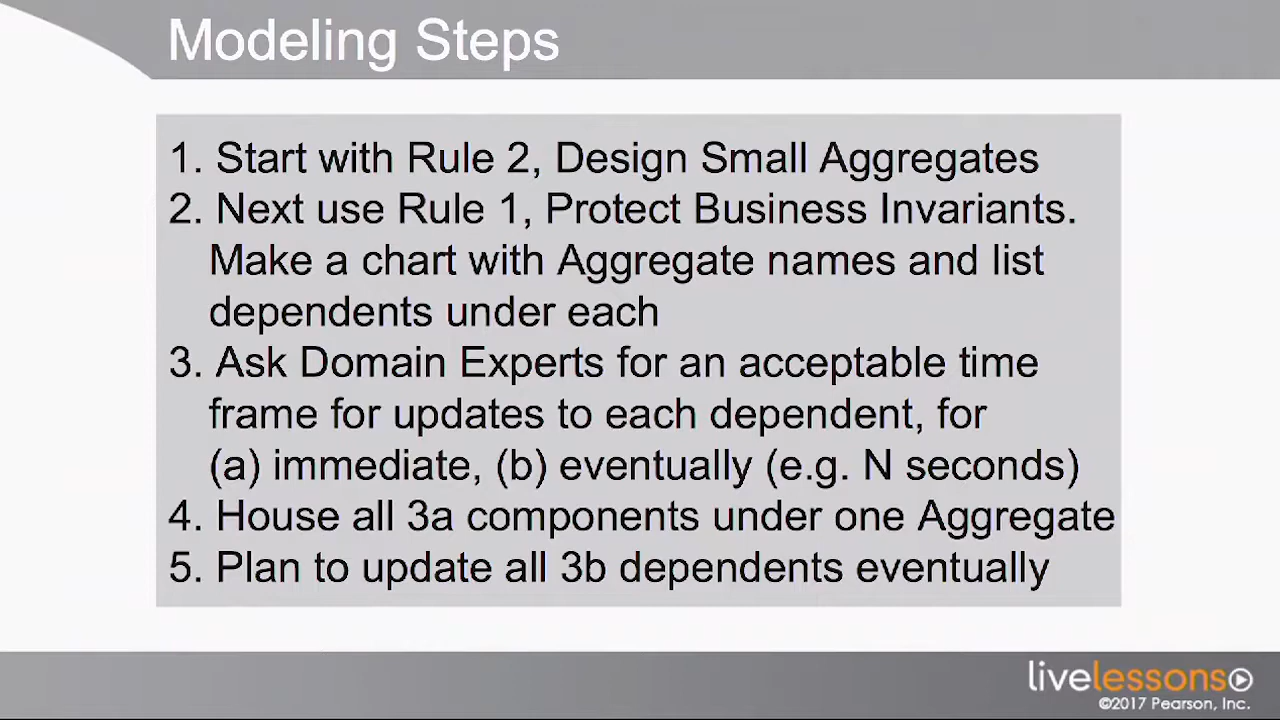 Modeling Steps
1. Start with Rule 2, Design Small Aggregates
2. Next use Rule 1, Protect Business Invariants.
Make a chart with Aggregate names and list
dependents under each
3. Ask Domain Experts for an acceptable time
frame for updates to each dependent, for
(a) immediate, (b) eventually (e.g. N seconds)
4. House all 3a components under one Aggregate
5. Plan to update all 3b dependents eventually
livelessons
©2017 Pearson, Inc.